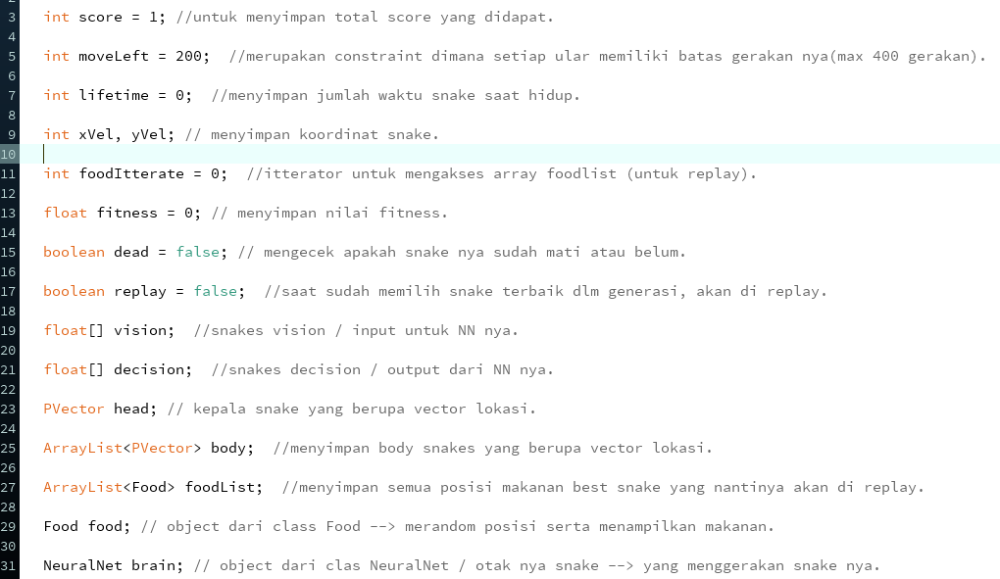 3 int score = 1; //untuk menyimpan total score yang didapat.
4
5 int moveLeft = 200;  //merupakan constraint dimana setiap ular memiliki batas gerakan nya(max 400 gerakan).
6
7 int lifetime = 0;  //menyimpan jumlah waktu snake saat hidup.
8
9 int xVel, yVel; // menyimpan koordinat snake.
10
11 int foodItterate = 0;  //itterator untuk mengakses array foodlist (untuk replay).
12
13 float fitness = 0; // menyimpan nilai fitness.
14
15 boolean dead = false; // mengecek apakah snake nya sudah mati atau belum.
16
17 boolean replay = false;  //saat sudah memilih snake terbaik dlm generasi, akan di replay.
18
19 float[] vision;  //snakes vision / input untuk NN nya.
20
21 float[] decision;  //snakes decision / output dari NN nya.
22
23 PVector head; // kepala snake yang berupa vector lokasi.
24
25 ArrayList<PVector> body;  //menyimpan body snakes yang berupa vector lokasi.
26
27 ArrayList<Food> foodList;  //menyimpan semua posisi makanan best snake yang nantinya akan di replay.
28
29 Food food; // object dari class Food --> merandom posisi serta menampilkan makanan.
30
31 NeuralNet brain; // object dari clas NeuralNet / otak nya snake --> yang menggerakan snake nya.